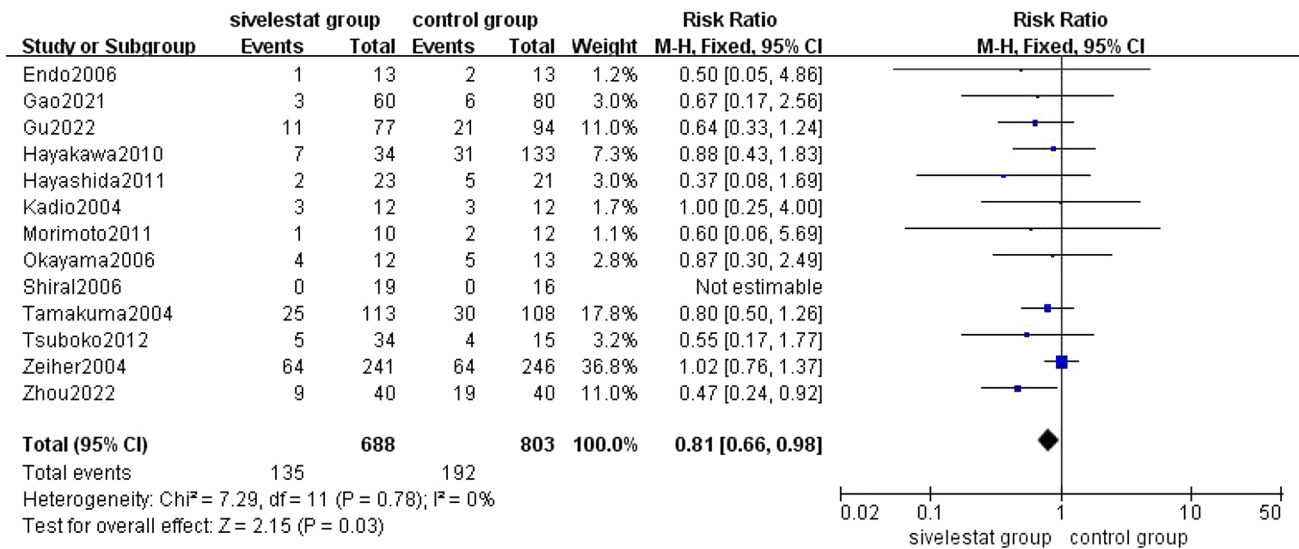 sivelestat group control group Risk Ratio Risk Ratio
Study or Subgroup Events Total Events Total Weight M-H, Fixed, 95% CI M-H, Fixed, 95% CI
Endo2006 1 13 2 13 1.2% 0.50 [0.05, 4.86]
Gao2021 3 60 6 80 3.0% 0.67 [0.17, 2.56]
Gu2022 11 77 21 94 11.0% 0.64 [0.33, 1.24]
Hayakawa2010 7 34 31 133 7.3% 0.88 [0.43, 1.83]
Hayashida2011 2 23 5 21 3.0% 0.37 [0.08, 1.69]
Kadio2004 3 12 3 12 1.7% 1.00 [0.25, 4.00]
Morimoto2011 1 10 2 12 1.1% 0.60 [0.06, 5.69]
Okayama2006 4 12 5 13 2.8% 0.87 [0.30, 2.49]
Shiral2006 0 19 0 16 Not estimable
Tamakuma2004 25 113 30 108 17.8% 0.80 [0.50, 1.26]
Tsuboko2012 5 34 4 15 3.2% 0.55 [0.17, 1.77]
Zeiher2004 64 241 64 246 36.8% 1.02 [0.76, 1.37]
Zhou2022 9 40 19 40 11.0% 0.47 [0.24, 0.92]
Total (95% CI) 688 803 100.0% 0.81 [0.66, 0.98]
Total events 135 192
Heterogeneity: Chi² = 7.29, df = 11 (P = 0.78); I² = 0%
Test for overall effect: Z = 2.15 (P = 0.03)
0.02 0.1 1 10 50
sivelestat group control group